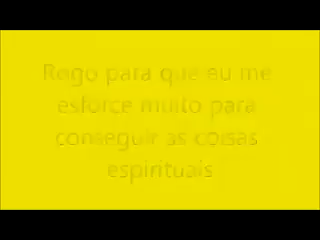 Rogo para que eu me
esforce muito para
conseguir as coisas
espirituais